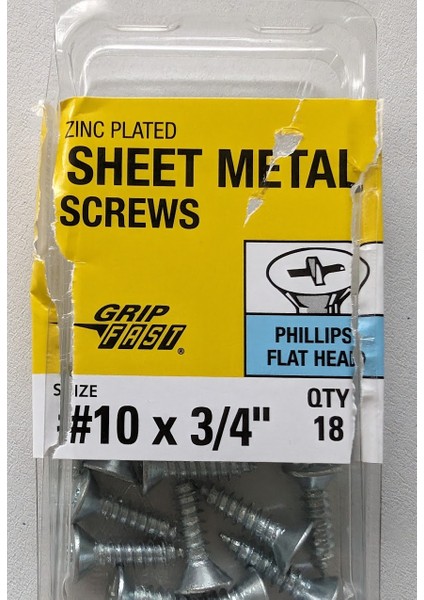 ZINC PLATED
SHEET METAL
SCREWS
GRIP
FAST®
PHILLIPS
FLAT HEAD
SIZE
#10 x 3/4"
QTY
18